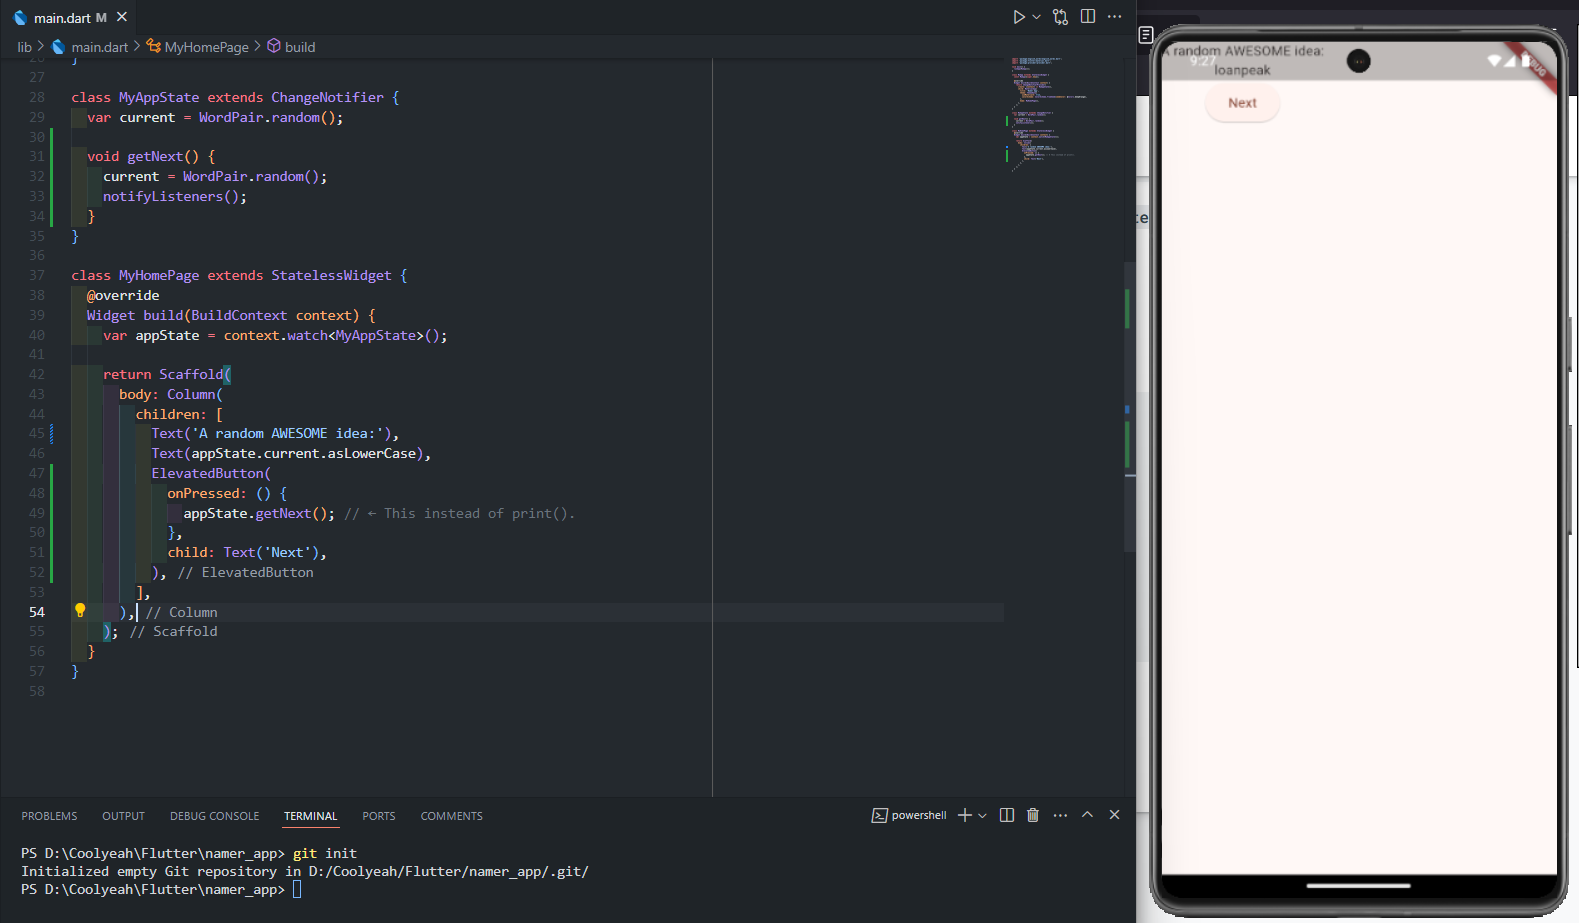 main.dart M
lib > main.dart > MyHomePage > build
26 }
27
28 class MyAppState extends ChangeNotifier {
29 var current = WordPair.random();
30
31 void getNext() {
32 current = WordPair.random();
33 notifyListeners();
34 }
35 }
36
37 class MyHomePage extends StatelessWidget {
38 @override
39 Widget build(BuildContext context) {
40 var appState = context.watch<MyAppState>();
41
42 return Scaffold(
43 body: Column(
44 children: [
45 Text('A random AWESOME idea:'),
46 Text(appState.current.asLowerCase),
47 ElevatedButton(
48 onPressed: () {
49 appState.getNext(); // ← This instead of print().
50 },
51 child: Text('Next'),
52 ), // ElevatedButton
53 ],
54 ), // Column
55 ); // Scaffold
56 }
57 }
58
PROBLEMS OUTPUT DEBUG CONSOLE TERMINAL PORTS COMMENTS
powershell
PS D:\Coolyeah\Flutter\namer_app> git init
Initialized empty Git repository in D:/Coolyeah/Flutter/namer_app/.git/
PS D:\Coolyeah\Flutter\namer_app>
A random AWESOME idea:
9:27
loanpeak
Next